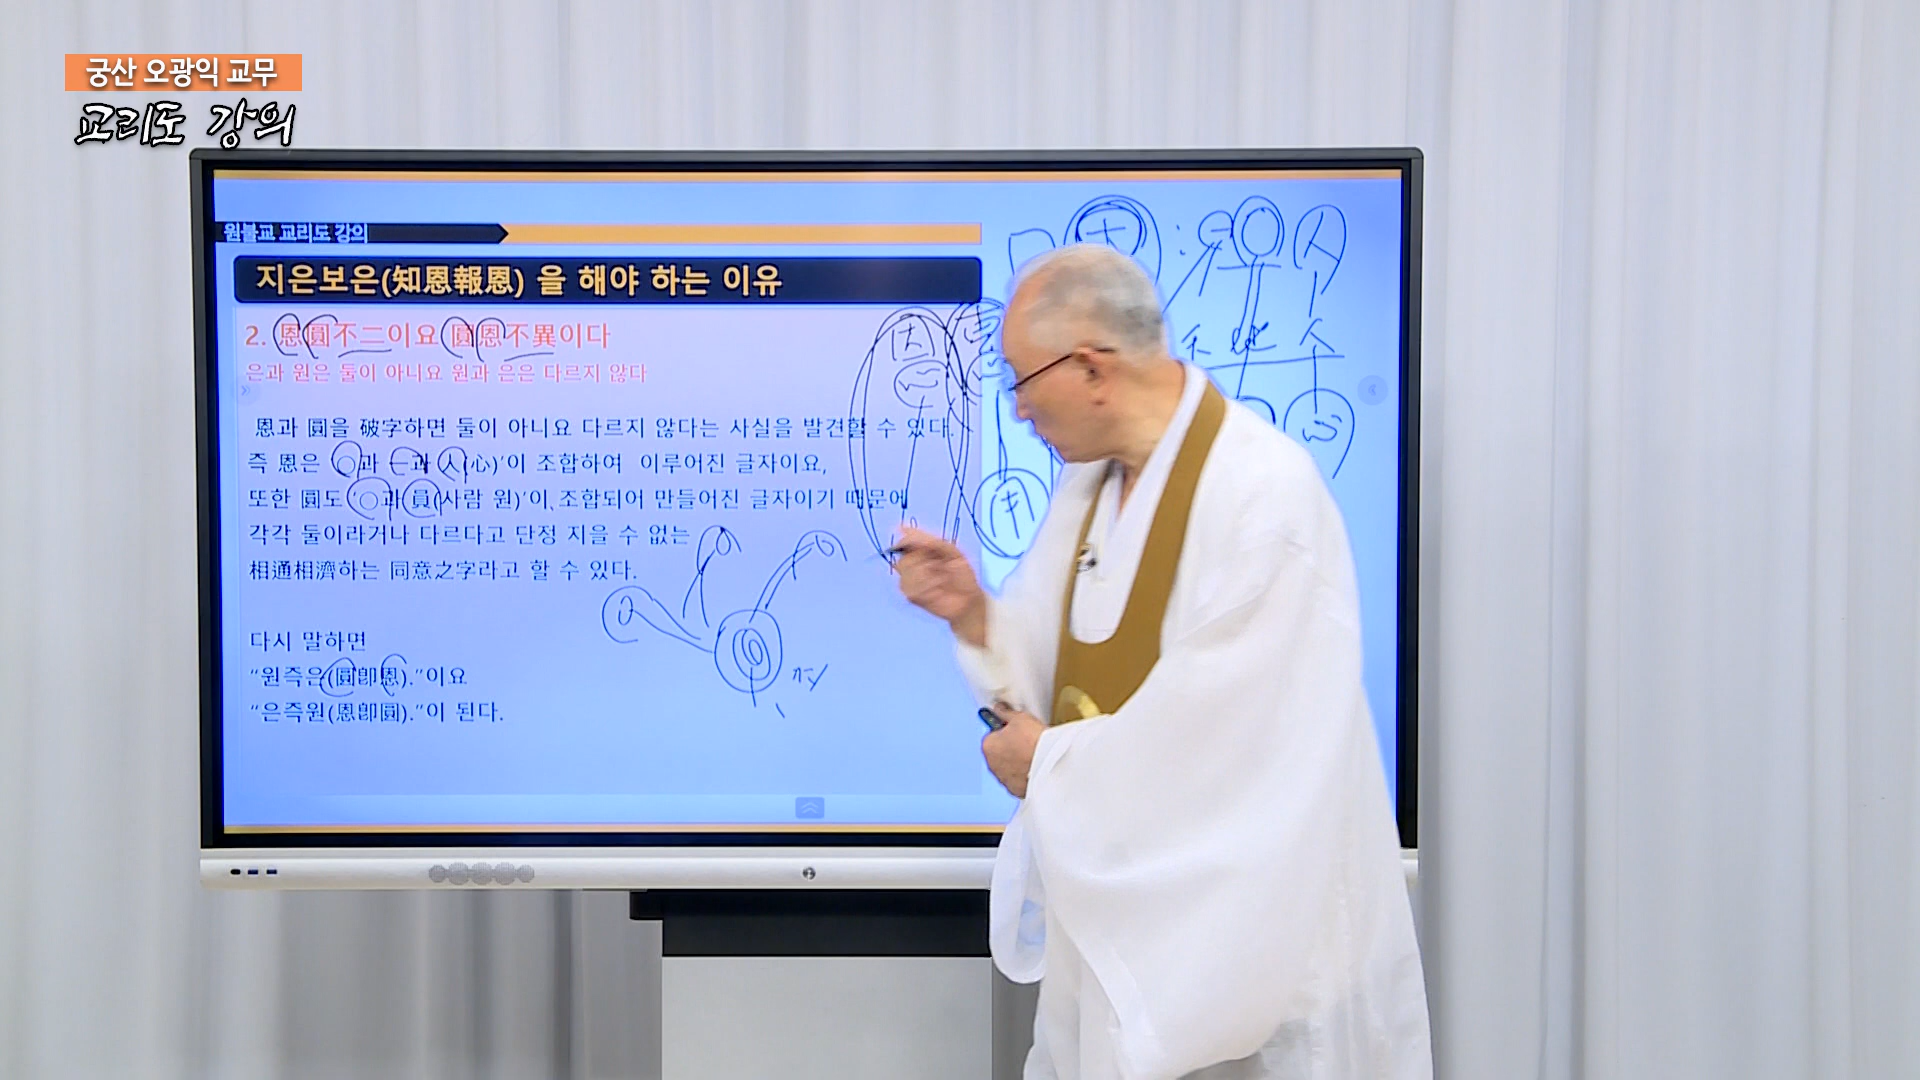 궁산 오광익 교무
교리도 강의
원불교 교리도 강의
지은보은(知恩報恩) 을 해야 하는 이유
2. 恩圓不二이요 圓恩不異이다
은과 원은 둘이 아니요 원과 은은 다르지 않다
恩과 圓을 破字하면 둘이 아니요 다르지 않다는 사실을 발견할 수 있다.
즉 恩은 '○과 一과 人(心)'이 조합하여 이루어진 글자이요,
또한 圓도 '○과 員(사람 원)'이 조합되어 만들어진 글자이기 때문에
각각 둘이라거나 다르다고 단정 지을 수 없는
相通相濟하는 同意之字라고 할 수 있다.
다시 말하면
“원즉은(圓卽恩).”이요
“은즉원(恩卽圓).”이 된다.